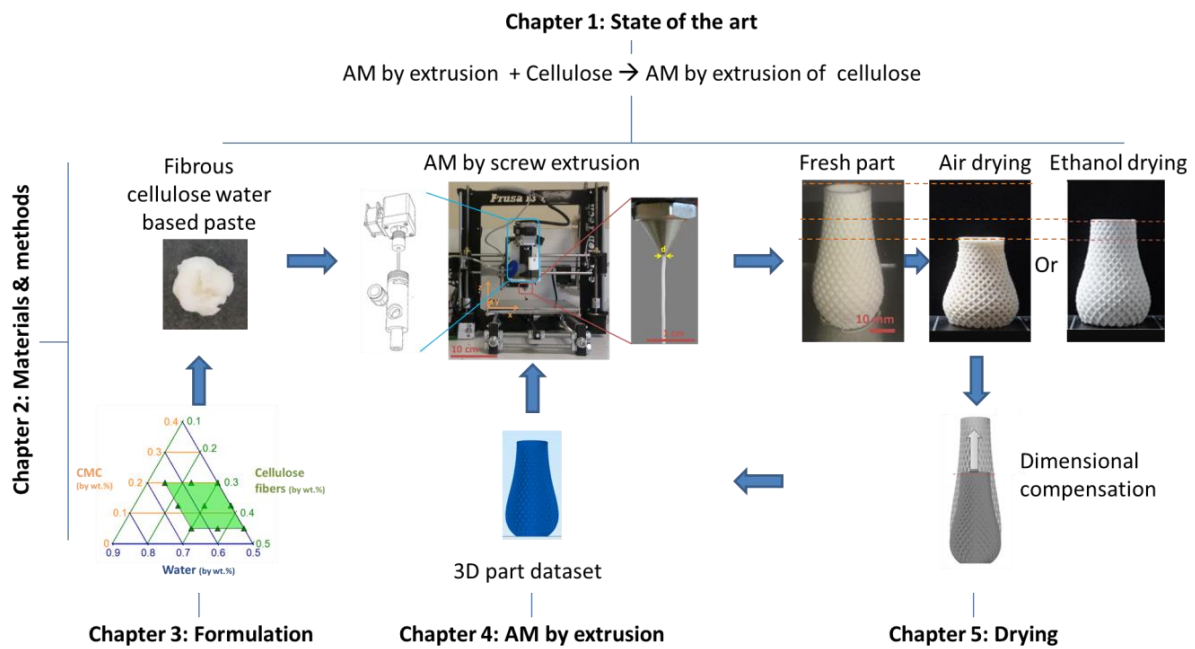 Chapter 1: State of the art
AM by extrusion + Cellulose → AM by extrusion of cellulose
Chapter 2: Materials & methods
Fibrous
cellulose water
based paste
AM by screw extrusion
Fresh part
Air drying
Ethanol drying
Or
d
10 cm
1 cm
10 mm
z
y
x
CMC
(by wt.%)
Cellulose
fibers (by wt.%)
0.4
0.3
0.2
0.1
0
0.1
0.2
0.3
0.4
0.5
0.9
0.8
0.7
0.6
0.5
Water (by wt.%)
3D part dataset
Dimensional
compensation
Chapter 3: Formulation
Chapter 4: AM by extrusion
Chapter 5: Drying